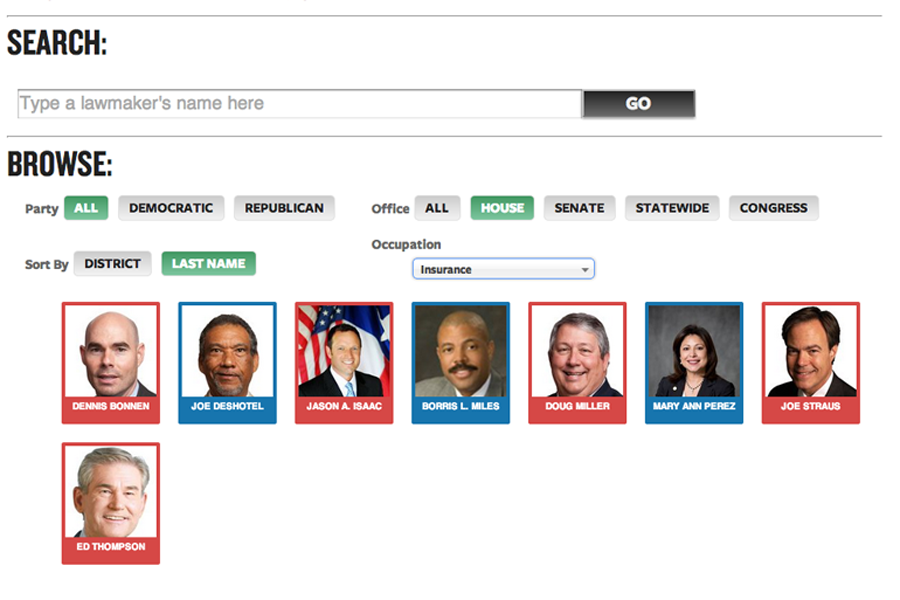 SEARCH:
Type a lawmaker's name here GO
BROWSE:
Party ALL DEMOCRATIC REPUBLICAN Office ALL HOUSE SENATE STATEWIDE CONGRESS
Occupation
Sort By DISTRICT LAST NAME Insurance
DENNIS BONNEN JOE DESHOTEL JASON A. ISAAC BORRIS L. MILES DOUG MILLER MARY ANN PEREZ JOE STRAUS
ED THOMPSON